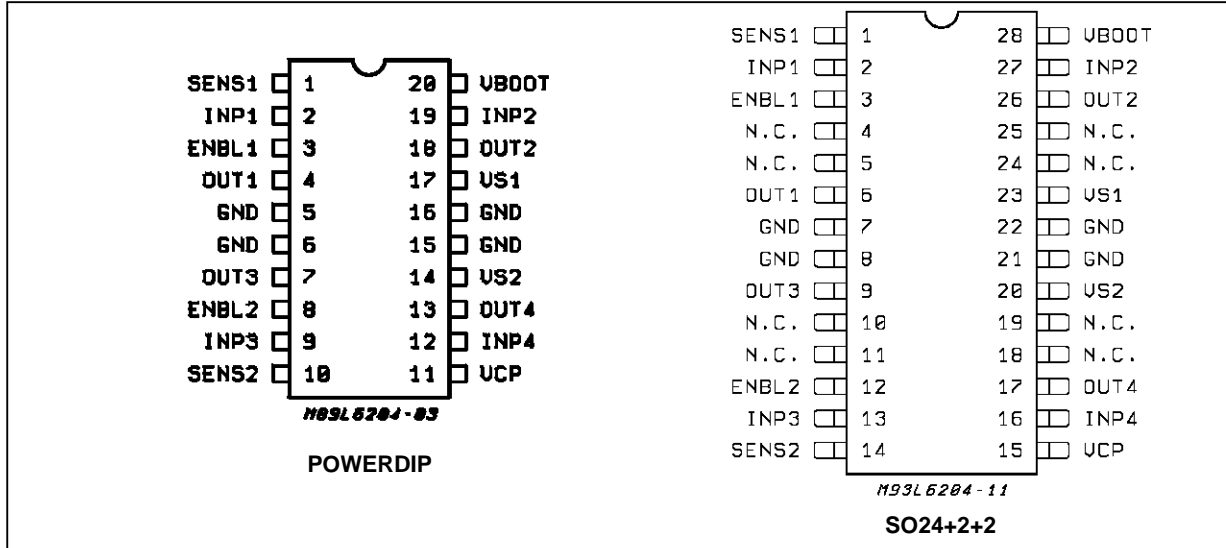 SENS1 1 20 VBOOT
INP1 2 19 INP2
ENBL1 3 18 OUT2
OUT1 4 17 VS1
GND 5 16 GND
GND 6 15 GND
OUT3 7 14 VS2
ENBL2 8 13 OUT4
INP3 9 12 INP4
SENS2 10 11 VCP
M89L6204-03
POWERDIP
SENS1 1 28 VBOOT
INP1 2 27 INP2
ENBL1 3 26 OUT2
N.C. 4 25 N.C.
N.C. 5 24 N.C.
OUT1 6 23 VS1
GND 7 22 GND
GND 8 21 GND
OUT3 9 20 VS2
N.C. 10 19 N.C.
N.C. 11 18 N.C.
ENBL2 12 17 OUT4
INP3 13 16 INP4
SENS2 14 15 VCP
M93L6204-11
SO24+2+2